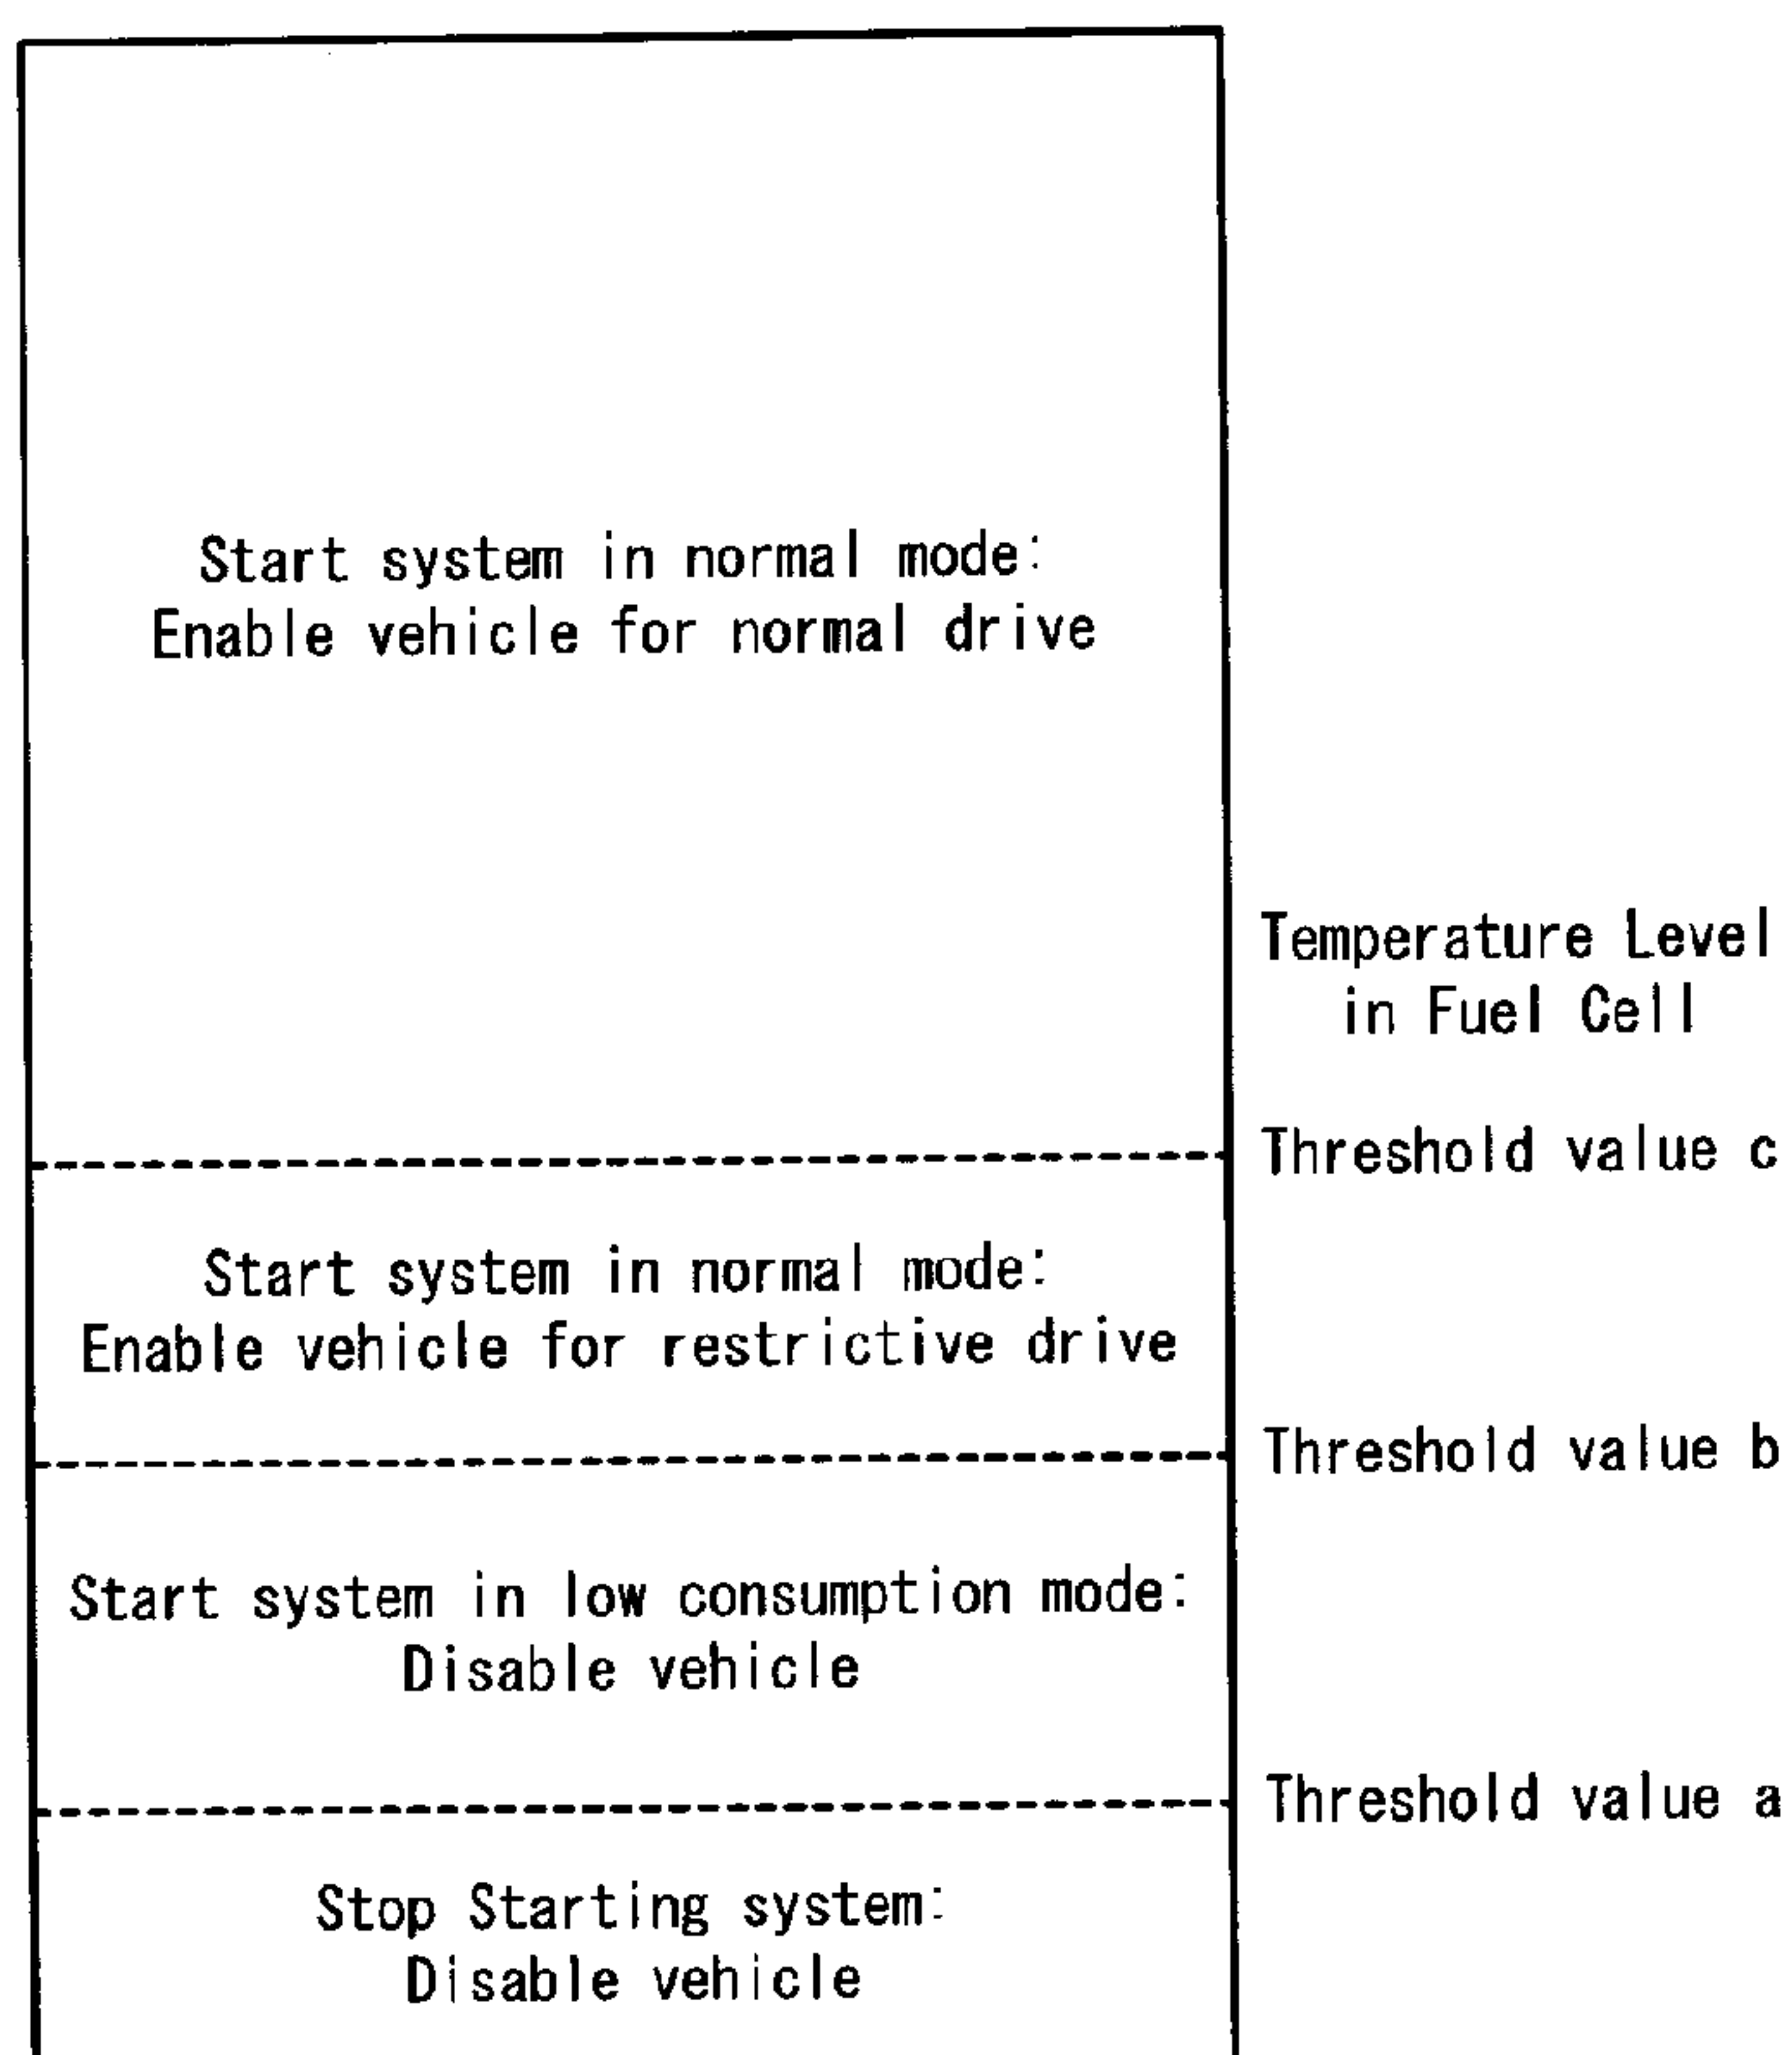 Start system in normal mode:
Enable vehicle for normal drive
Temperature Level
in Fuel Cell
Threshold value c
Start system in normal mode:
Enable vehicle for restrictive drive
Threshold value b
Start system in low consumption mode:
Disable vehicle
Threshold value a
Stop Starting system:
Disable vehicle